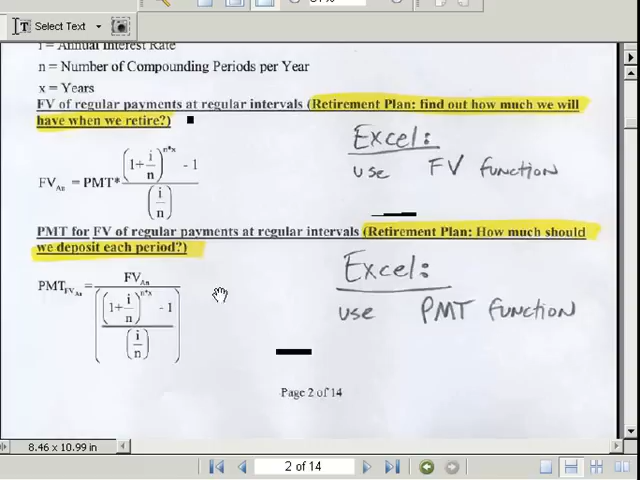 Select Text
i = Annual Interest Rate
n = Number of Compounding Periods per Year
x = Years
FV of regular payments at regular intervals (Retirement Plan: find out how much we will
have when we retire?)
Excel:
use FV function
FV_An = PMT* ((1+i/n)^(n*x) - 1) / (i/n)
PMT for FV of regular payments at regular intervals (Retirement Plan: How much should
we deposit each period?)
Excel:
use PMT function
PMT_FV_An = FV_An / (((1+i/n)^(n*x) - 1) / (i/n))
Page 2 of 14
8.46 x 10.99 in
2 of 14